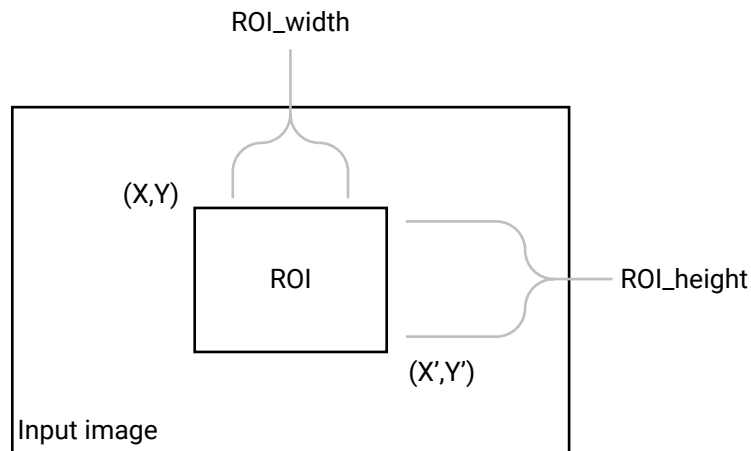 ROI_width
(X,Y)
ROI
ROI_height
(X’,Y’)
Input image